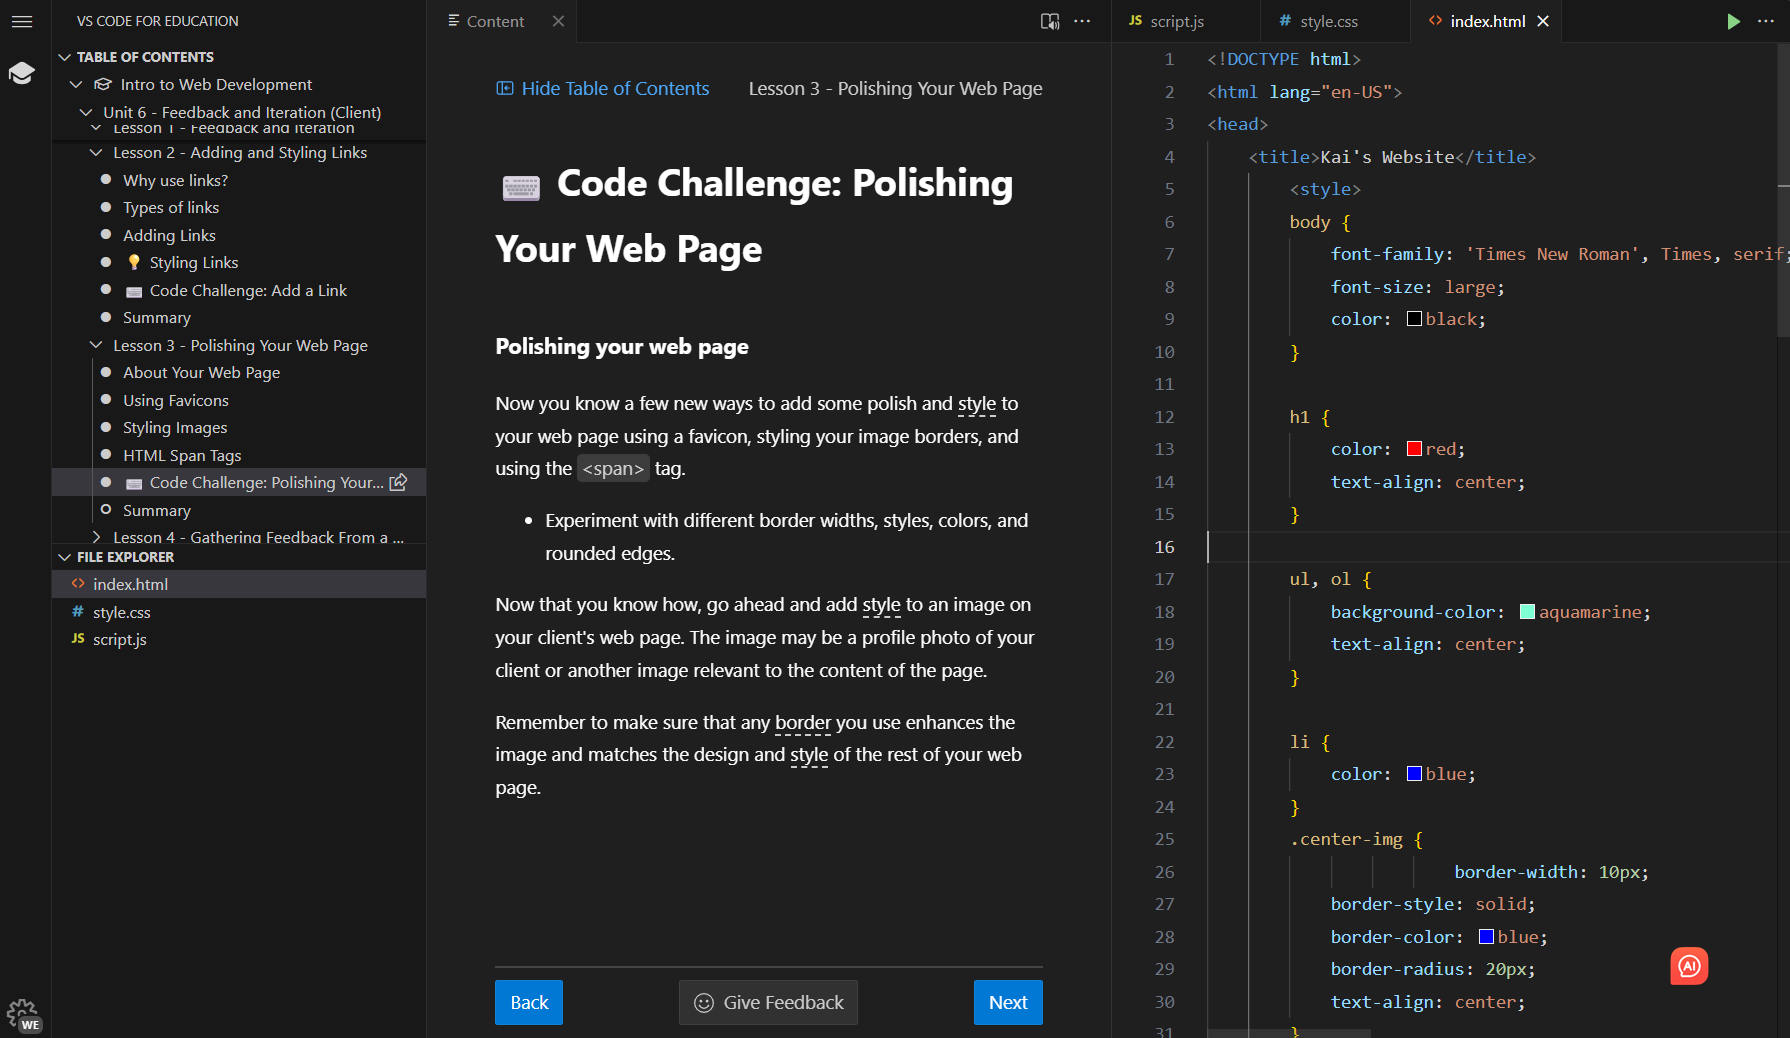 VS CODE FOR EDUCATION
TABLE OF CONTENTS
Intro to Web Development
Unit 6 - Feedback and Iteration (Client)
Lesson 1 - Feedback and Iteration
Lesson 2 - Adding and Styling Links
Why use links?
Types of links
Adding Links
Styling Links
Code Challenge: Add a Link
Summary
Lesson 3 - Polishing Your Web Page
About Your Web Page
Using Favicons
Styling Images
HTML Span Tags
Code Challenge: Polishing Your...
Summary
Lesson 4 - Gathering Feedback From a ...
FILE EXPLORER
index.html
# style.css
JS script.js
WE
Content
Hide Table of Contents
Lesson 3 - Polishing Your Web Page
Code Challenge: Polishing
Your Web Page
Polishing your web page
Now you know a few new ways to add some polish and style to
your web page using a favicon, styling your image borders, and
using the <span> tag.
• Experiment with different border widths, styles, colors, and
rounded edges.
Now that you know how, go ahead and add style to an image on
your client's web page. The image may be a profile photo of your
client or another image relevant to the content of the page.
Remember to make sure that any border you use enhances the
image and matches the design and style of the rest of your web
page.
Back
Give Feedback
Next
JS script.js
# style.css
<> index.html
1 <!DOCTYPE html>
2 <html lang="en-US">
3 <head>
4 <title>Kai's Website</title>
5 <style>
6 body {
7 font-family: 'Times New Roman', Times, serif;
8 font-size: large;
9 color: black;
10 }
11
12 h1 {
13 color: red;
14 text-align: center;
15 }
16
17 ul, ol {
18 background-color: aquamarine;
19 text-align: center;
20 }
21
22 li {
23 color: blue;
24 }
25 .center-img {
26 border-width: 10px;
27 border-style: solid;
28 border-color: blue;
29 border-radius: 20px;
30 text-align: center;
31 }
AI